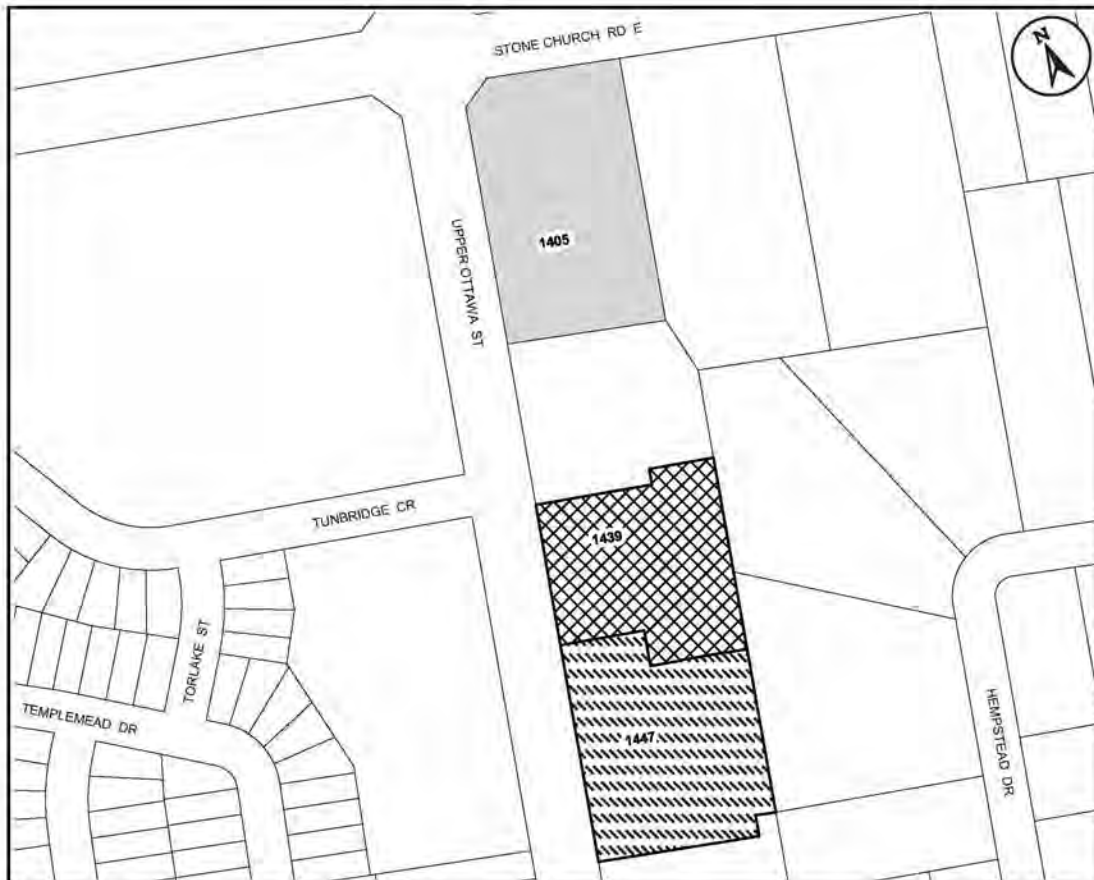 STONE CHURCH RD E
N
1405
UPPER OTTAWA ST
TUNBRIDGE CR
1439
TORLAKE ST
TEMPLEMEAD DR
1447
HEMPSTEAD DR